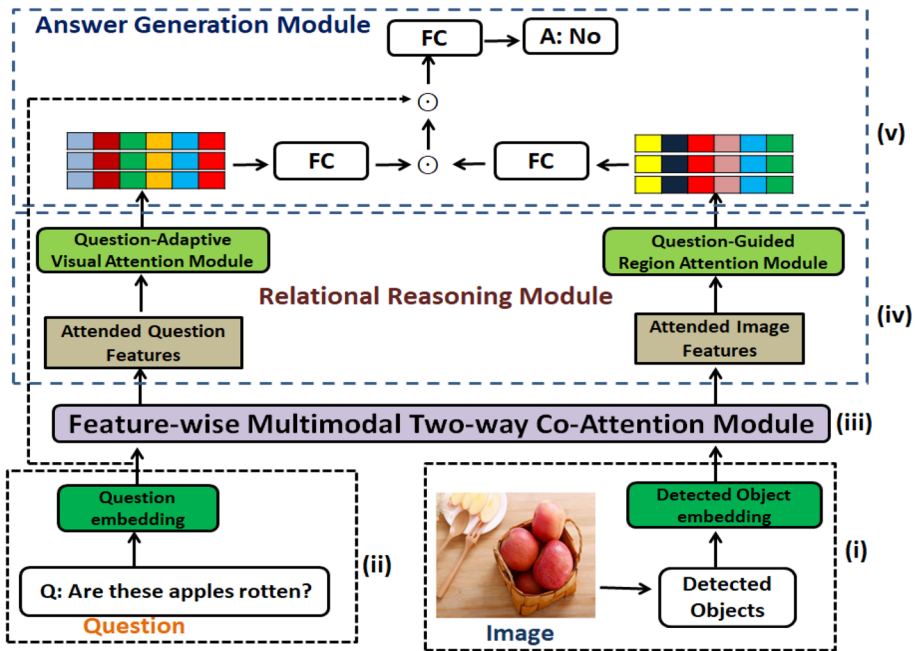 Answer Generation Module
FC
A: No
FC
FC
(v)
Question-Adaptive
Visual Attention Module
Question-Guided
Region Attention Module
Relational Reasoning Module
(iv)
Attended Question
Features
Attended Image
Features
Feature-wise Multimodal Two-way Co-Attention Module
(iii)
Question
embedding
Detected Object
embedding
(ii)
(i)
Q: Are these apples rotten?
Detected
Objects
Question
Image